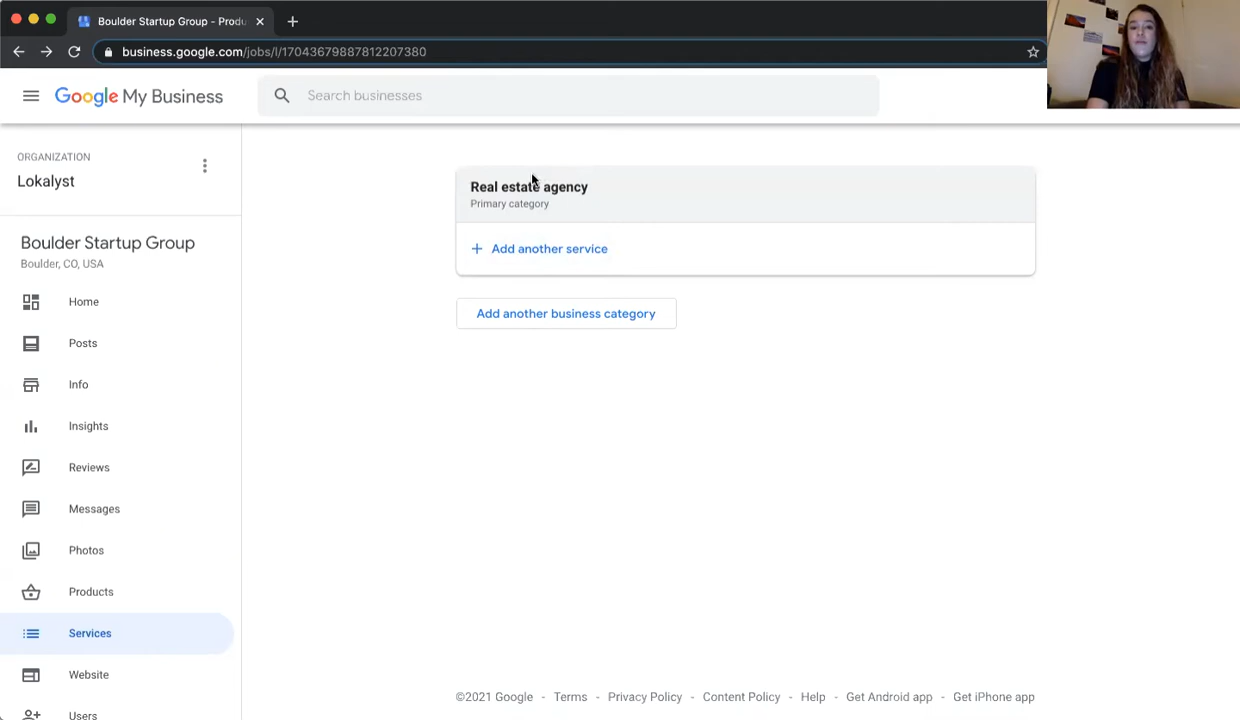 Boulder Startup Group - Produ
business.google.com/jobs/l/17043679887812207380
Google My Business
Search businesses
ORGANIZATION
Lokalyst
Boulder Startup Group
Boulder, CO, USA
Home
Posts
Info
Insights
Reviews
Messages
Photos
Products
Services
Website
Users
Real estate agency
Primary category
+ Add another service
Add another business category
©2021 Google - Terms - Privacy Policy - Content Policy - Help - Get Android app - Get iPhone app